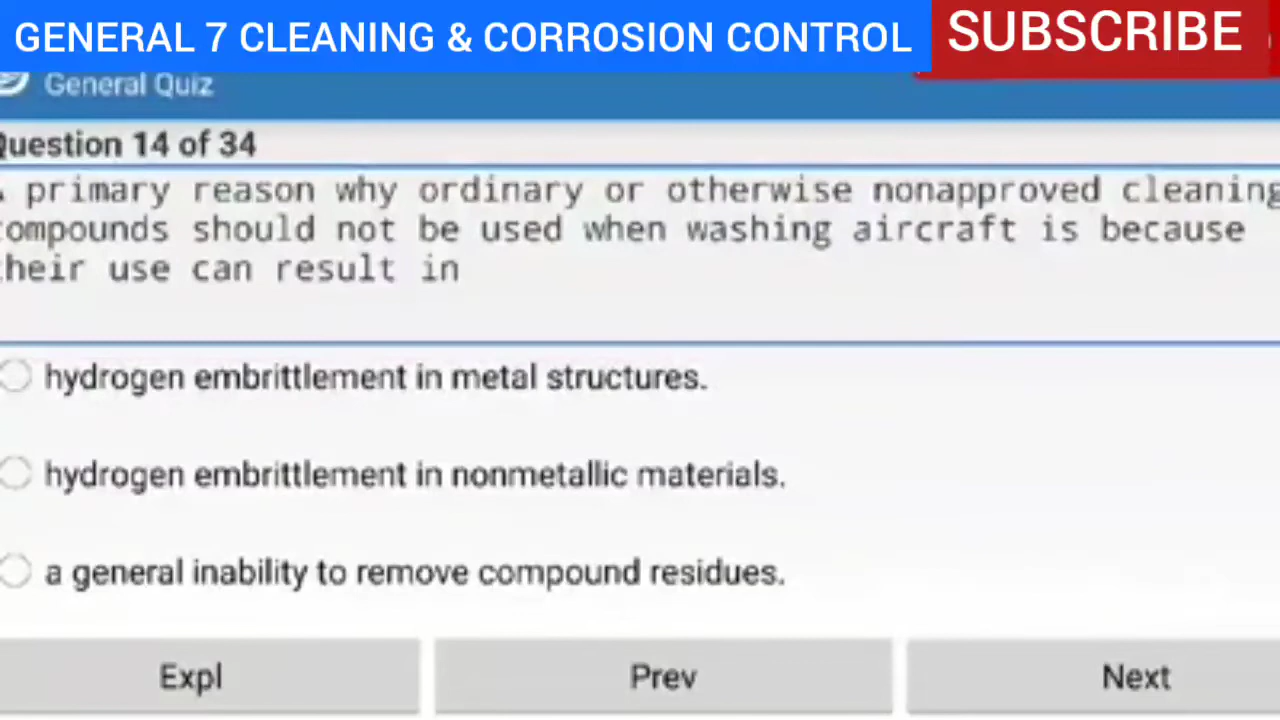 GENERAL 7 CLEANING & CORROSION CONTROL
SUBSCRIBE
General Quiz
Question 14 of 34
primary reason why ordinary or otherwise nonapproved cleaning
compounds should not be used when washing aircraft is because
their use can result in
hydrogen embrittlement in metal structures.
hydrogen embrittlement in nonmetallic materials.
a general inability to remove compound residues.
Expl
Prev
Next